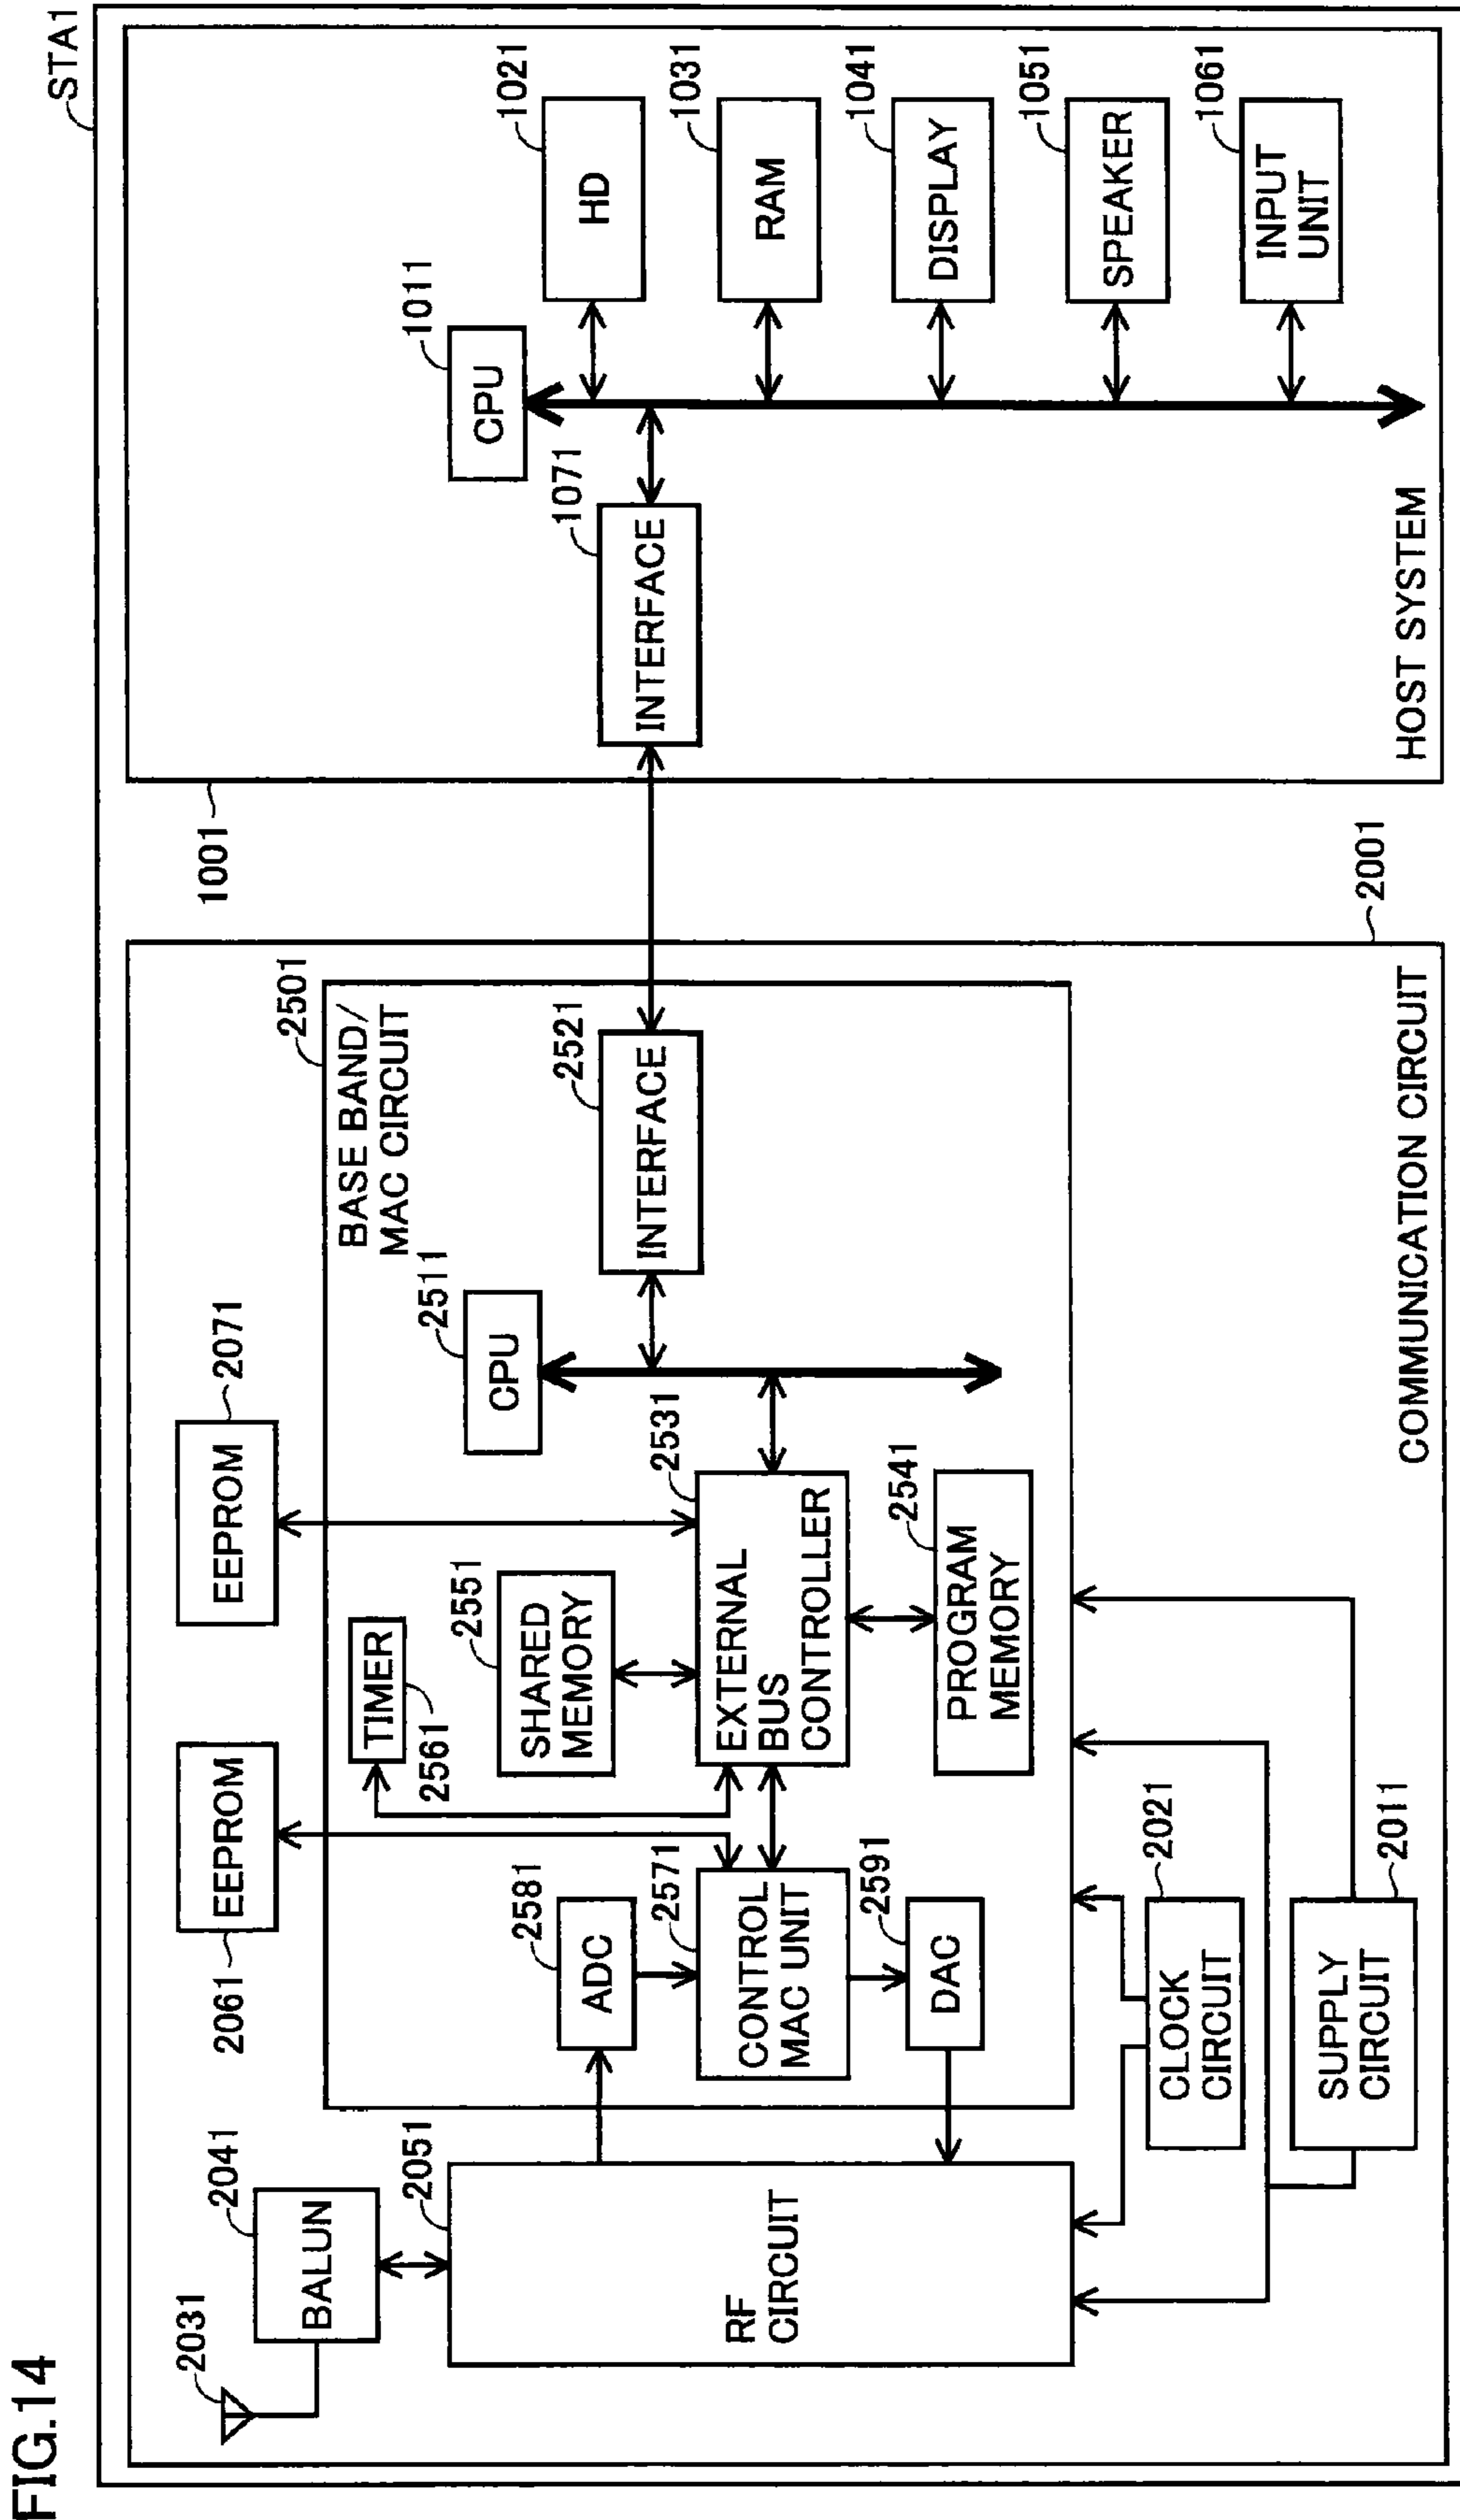 FIG.14
STA1
2031
2041
BALUN
2061
EEPROM
2071
EEPROM
2501
BASE BAND/
MAC CIRCUIT
1001
1011
CPU
1021
HD
1031
RAM
1041
DISPLAY
1051
SPEAKER
1061
INPUT
UNIT
1071
INTERFACE
HOST SYSTEM
2051
RF
CIRCUIT
2581
ADC
2571
CONTROL
MAC UNIT
2591
DAC
TIMER
2561
2551
SHARED
MEMORY
2531
EXTERNAL
BUS
CONTROLLER
2541
PROGRAM
MEMORY
2511
CPU
2521
INTERFACE
2021
CLOCK
CIRCUIT
2011
SUPPLY
CIRCUIT
COMMUNICATION CIRCUIT
2001